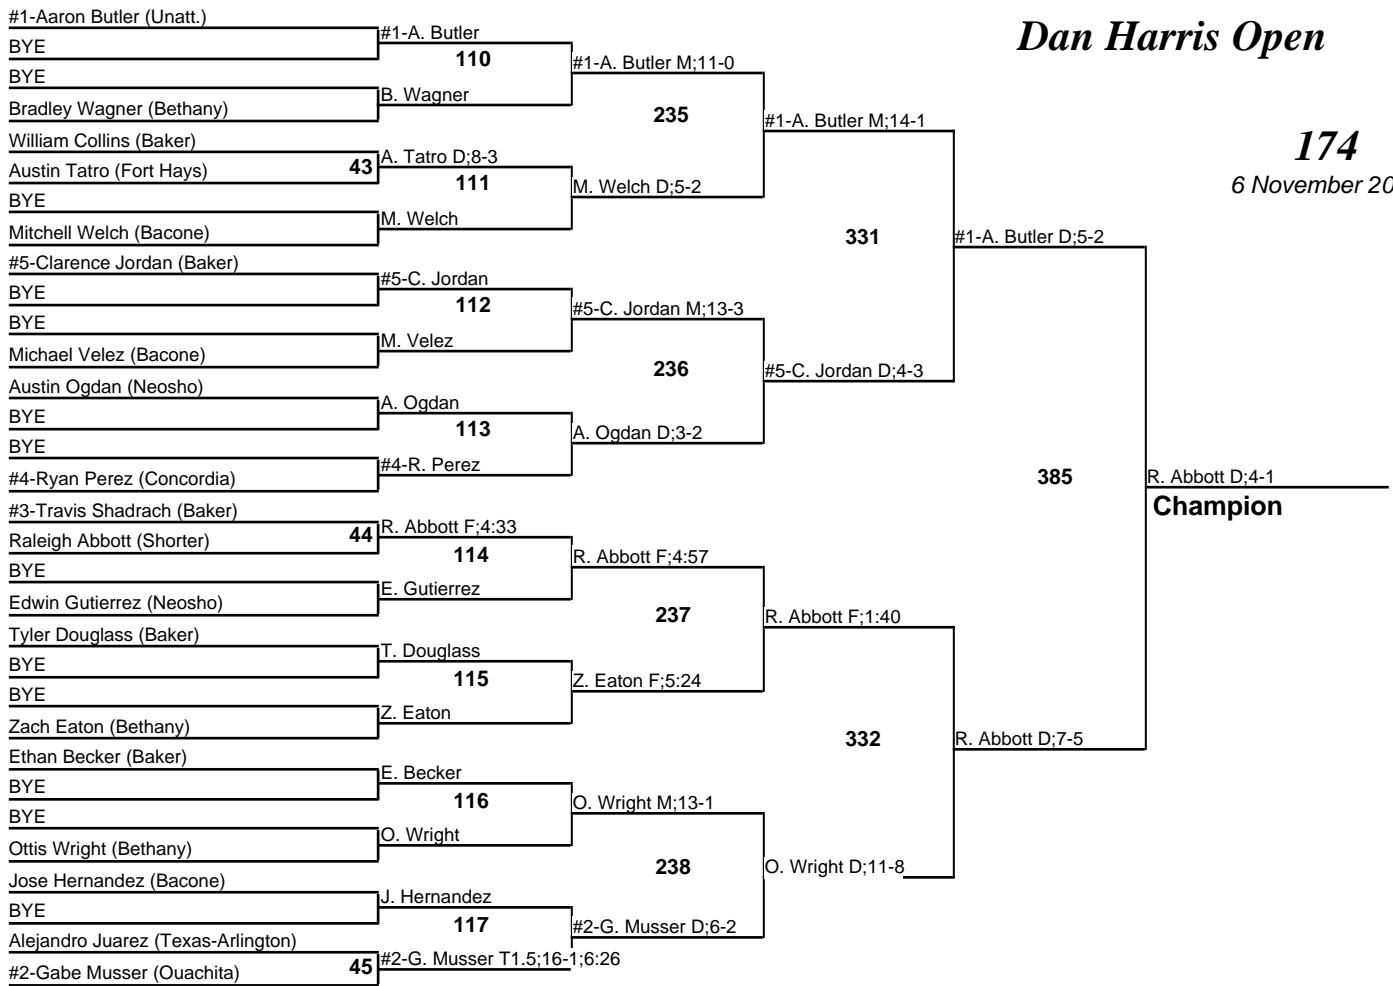 Dan Harris Open
174
6 November 20
#1-Aaron Butler (Unatt.)
BYE
BYE
Bradley Wagner (Bethany)
William Collins (Baker)
Austin Tatro (Fort Hays)
BYE
Mitchell Welch (Bacone)
#5-Clarence Jordan (Baker)
BYE
BYE
Michael Velez (Bacone)
Austin Ogdan (Neosho)
BYE
BYE
#4-Ryan Perez (Concordia)
#3-Travis Shadrach (Baker)
Raleigh Abbott (Shorter)
BYE
Edwin Gutierrez (Neosho)
Tyler Douglass (Baker)
BYE
BYE
Zach Eaton (Bethany)
Ethan Becker (Baker)
BYE
BYE
Ottis Wright (Bethany)
Jose Hernandez (Bacone)
BYE
Alejandro Juarez (Texas-Arlington)
#2-Gabe Musser (Ouachita)
43
44
45
#1-A. Butler
110
B. Wagner
A. Tatro D;8-3
111
M. Welch
#5-C. Jordan
112
M. Velez
A. Ogdan
113
#4-R. Perez
R. Abbott F;4:33
114
E. Gutierrez
T. Douglass
115
Z. Eaton
E. Becker
116
O. Wright
J. Hernandez
117
#2-G. Musser T1.5;16-1;6:26
#1-A. Butler M;11-0
235
M. Welch D;5-2
#5-C. Jordan M;13-3
236
A. Ogdan D;3-2
R. Abbott F;4:57
237
Z. Eaton F;5:24
O. Wright M;13-1
238
#2-G. Musser D;6-2
#1-A. Butler M;14-1
331
#5-C. Jordan D;4-3
R. Abbott F;1:40
332
O. Wright D;11-8
#1-A. Butler D;5-2
385
R. Abbott D;7-5
R. Abbott D;4-1
Champion